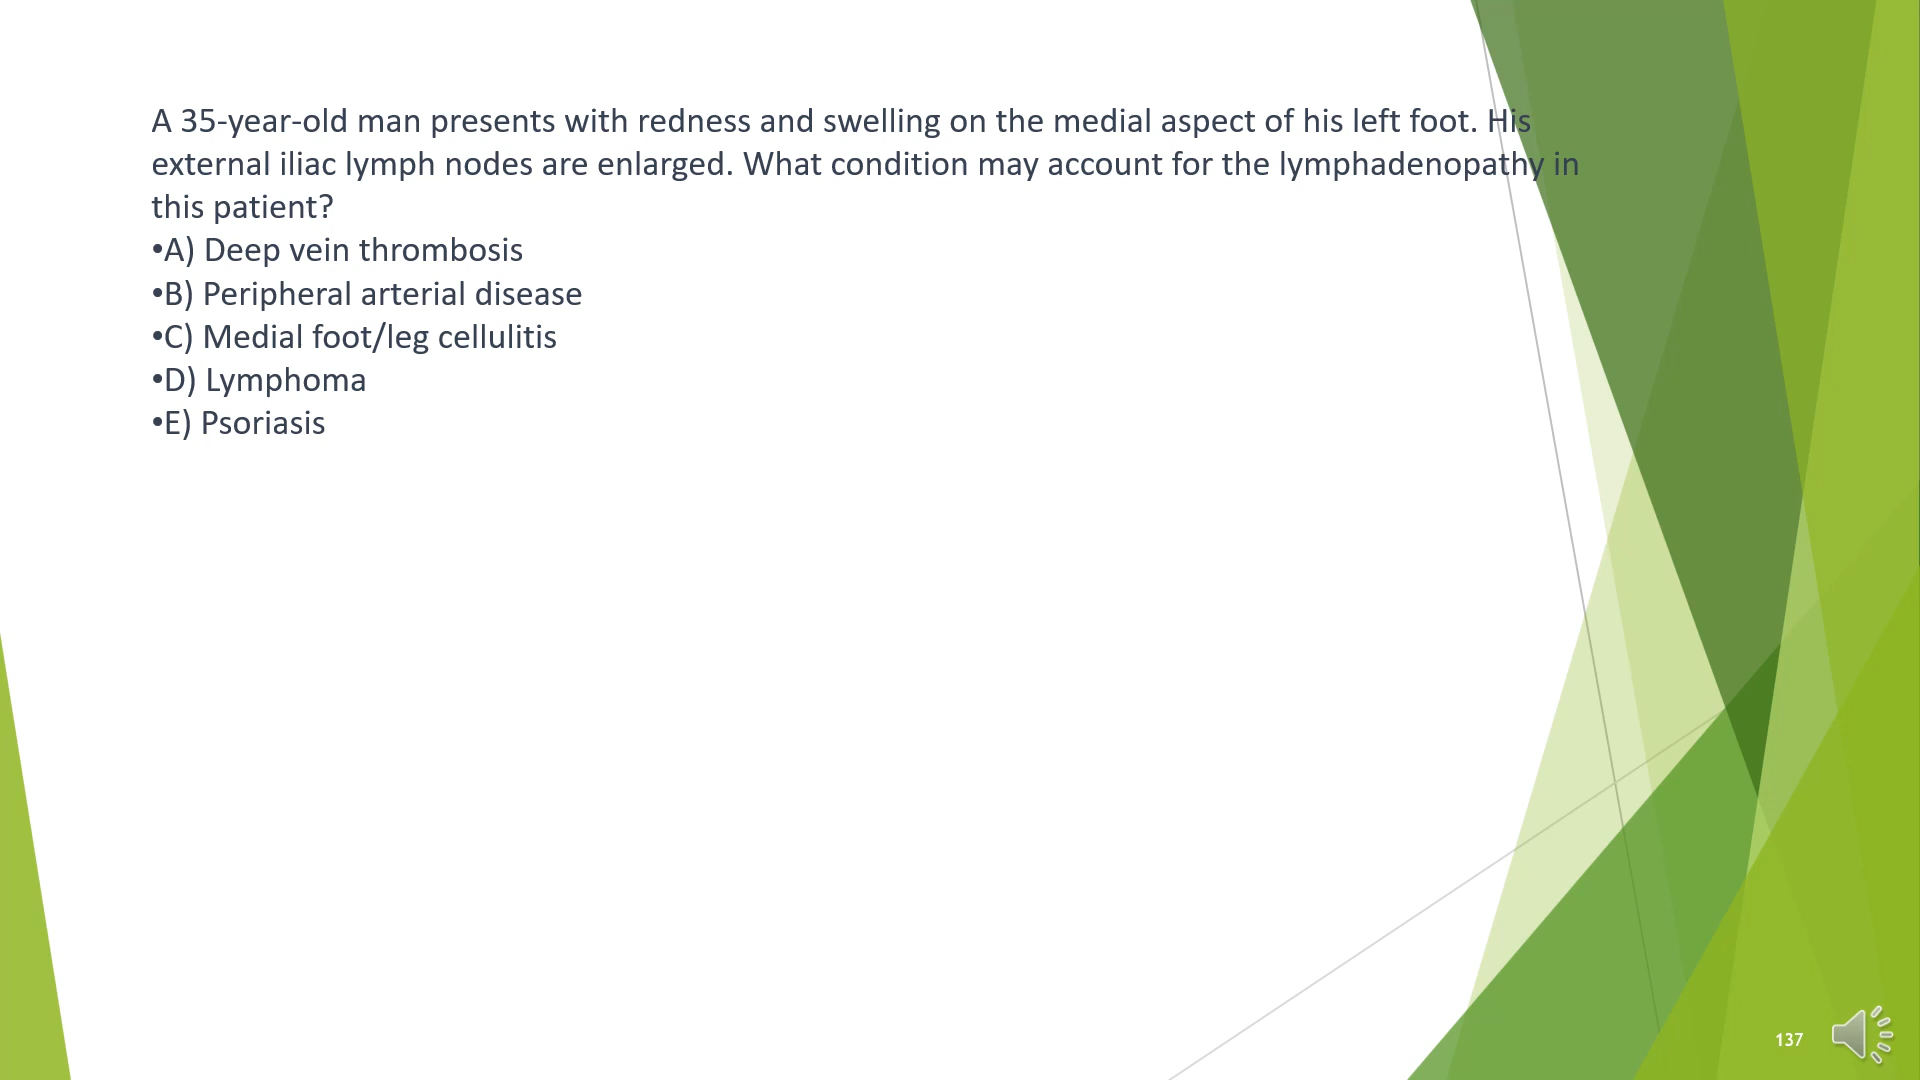 A 35-year-old man presents with redness and swelling on the medial aspect of his left foot. His
external iliac lymph nodes are enlarged. What condition may account for the lymphadenopathy in
this patient?
•A) Deep vein thrombosis
•B) Peripheral arterial disease
•C) Medial foot/leg cellulitis
•D) Lymphoma
•E) Psoriasis
137